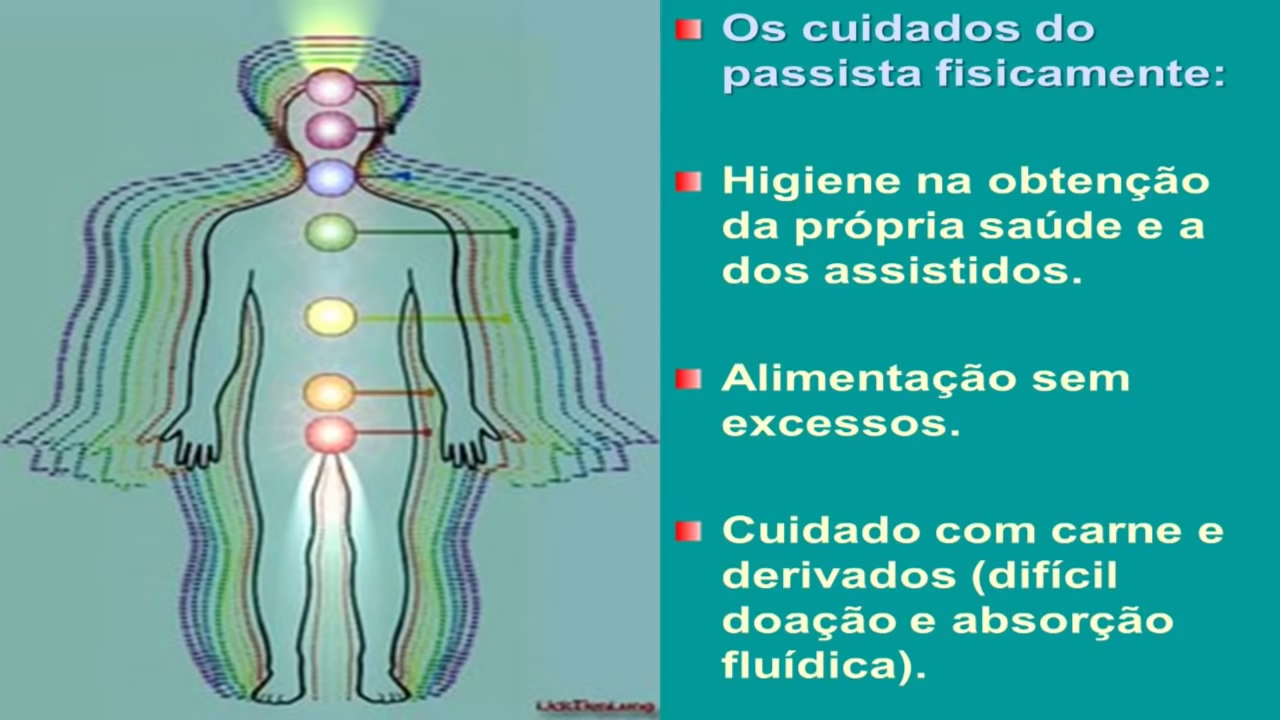 Os cuidados do
passista fisicamente:
Higiene na obtenção
da própria saúde e a
dos assistidos.
Alimentação sem
excessos.
Cuidado com carne e
derivados (difícil
doação e absorção
fluídica).